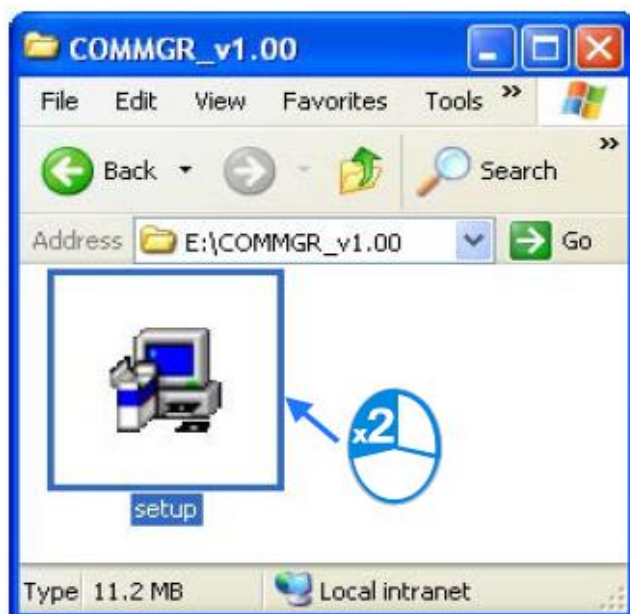 COMMGR_v1.00
File Edit View Favorites Tools »
Back Search »
Address E:\COMMGR_v1.00 Go
x2
setup
Type 11.2 MB Local intranet